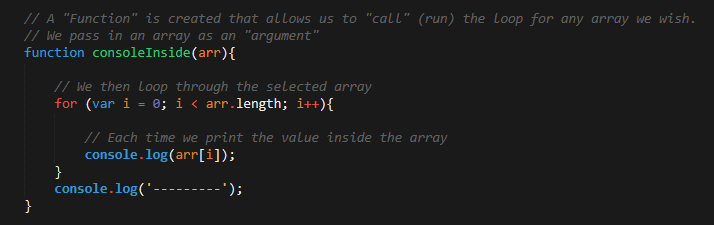 // A "Function" is created that allows us to "call" (run) the loop for any array we wish.
// We pass in an array as an "argument"
function consoleInside(arr){
// We then loop through the selected array
for (var i = 0; i < arr.length; i++){
// Each time we print the value inside the array
console.log(arr[i]);
}
console.log('---------');
}